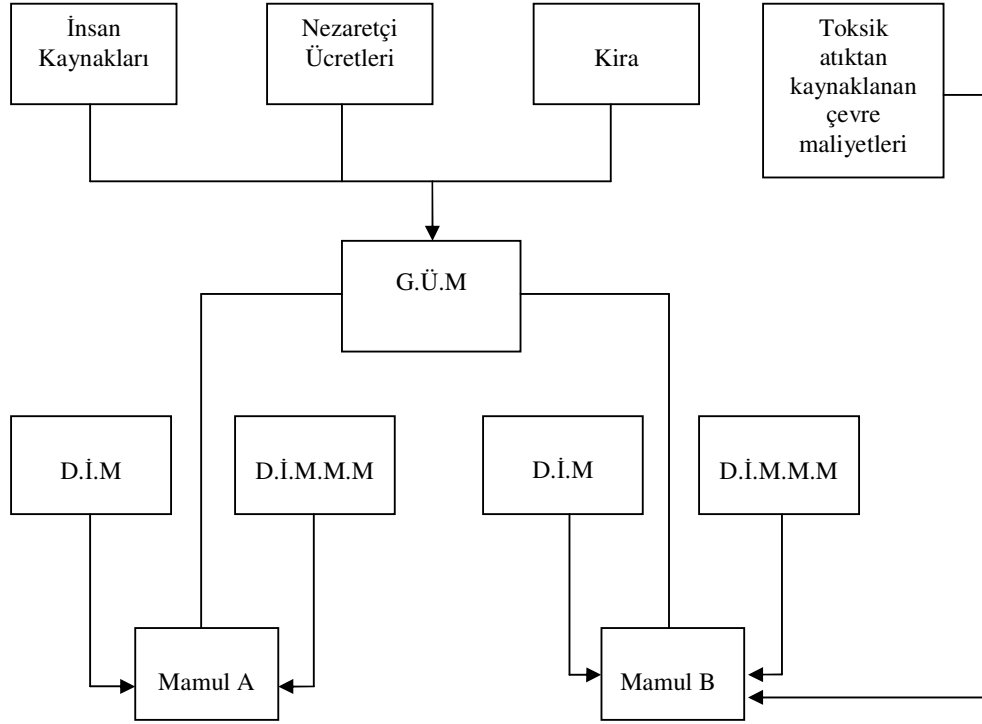 İnsan
Kaynakları
Nezaretçi
Ücretleri
Kira
Toksik
atıktan
kaynaklanan
çevre
maliyetleri
G.Ü.M
D.İ.M
D.İ.M.M.M
D.İ.M
D.İ.M.M.M
Mamul A
Mamul B